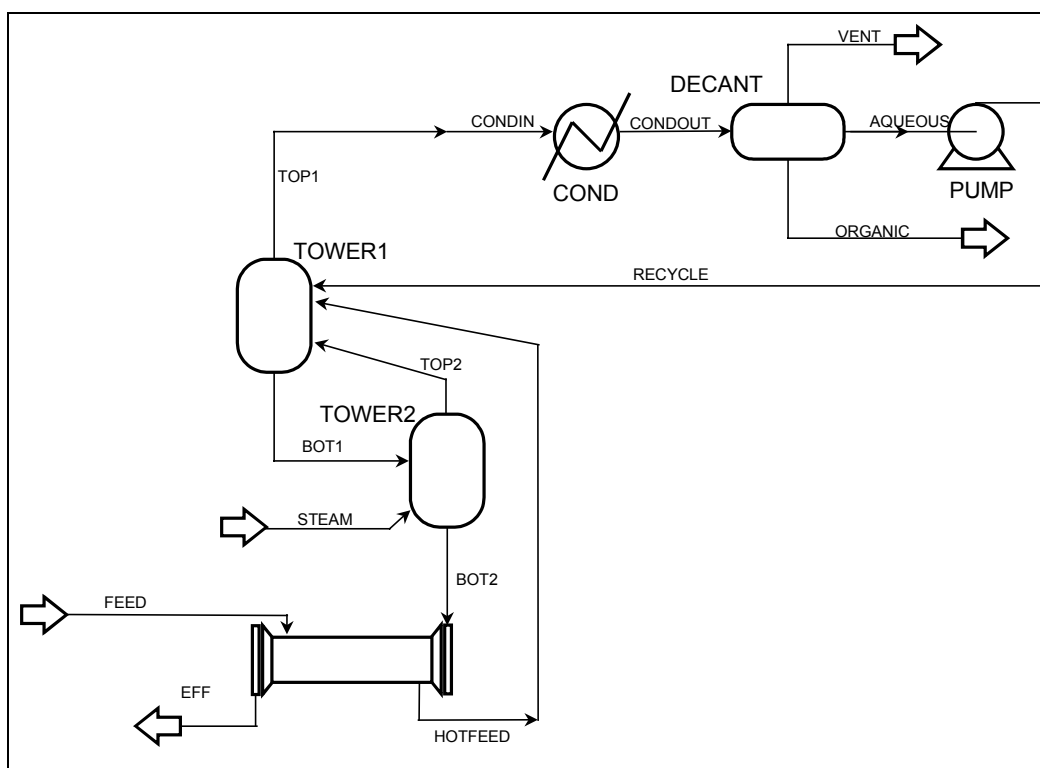 VENT
DECANT
CONDIN
CONDOUT
AQUEOUS
COND
PUMP
TOP1
ORGANIC
TOWER1
RECYCLE
TOP2
TOWER2
BOT1
STEAM
BOT2
FEED
EFF
HOTFEED